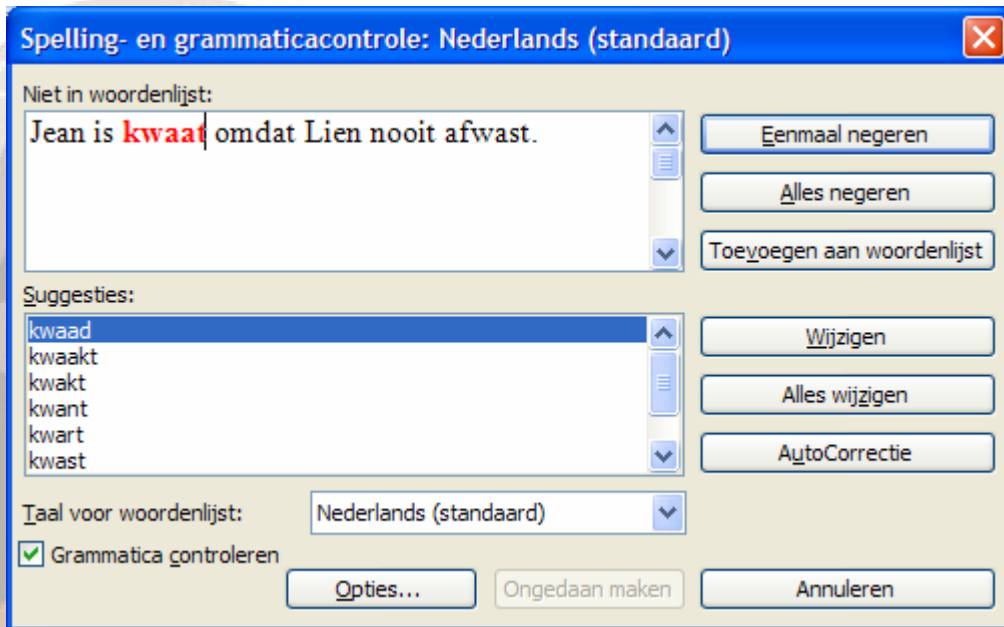 Spelling- en grammaticacontrole: Nederlands (standaard)
Niet in woordenlijst:
Jean is kwaat omdat Lien nooit afwast.
Eenmaal negeren
Alles negeren
Toevoegen aan woordenlijst
Suggesties:
kwaad
kwaakt
kwakt
kwant
kwart
kwast
Wijzigen
Alles wijzigen
AutoCorrectie
Taal voor woordenlijst:
Nederlands (standaard)
Grammatica controleren
Opties...
Ongedaan maken
Annuleren